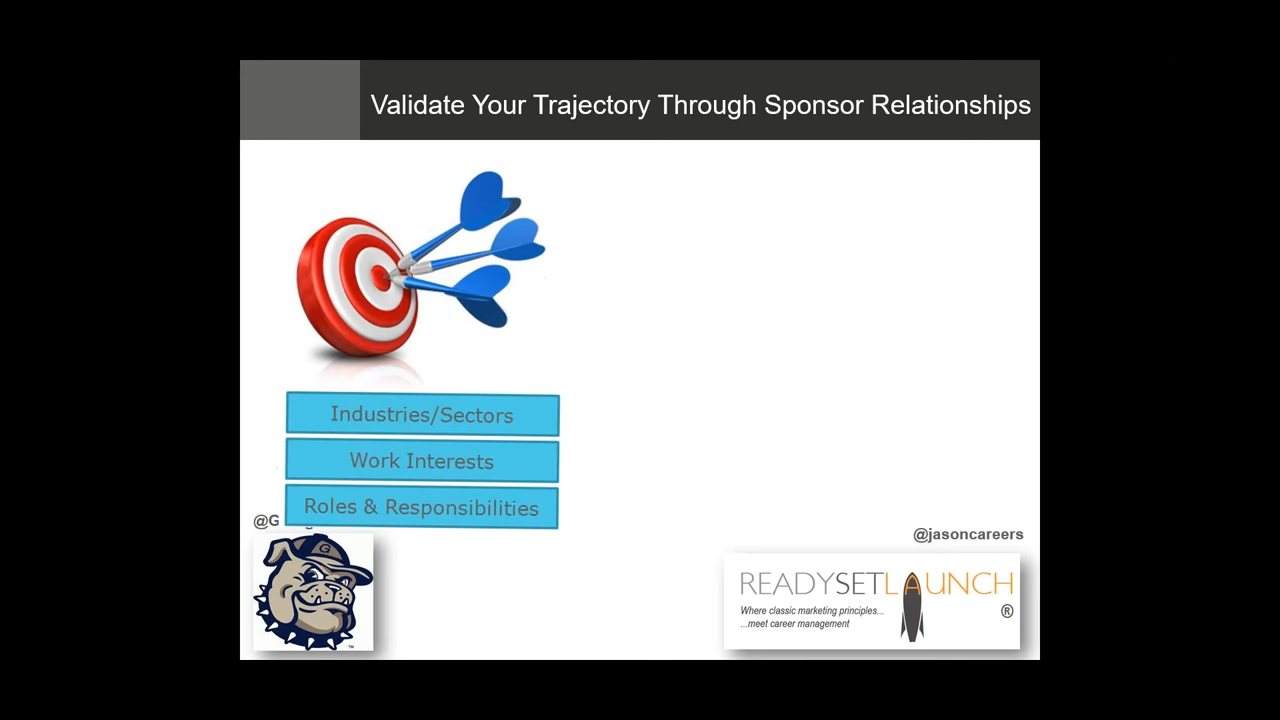 Validate Your Trajectory Through Sponsor Relationships
Industries/Sectors
Work Interests
Roles & Responsibilities
@G
@jasoncareers
G
READYSETLAUNCH
®
Where classic marketing principles...
...meet career management
TM